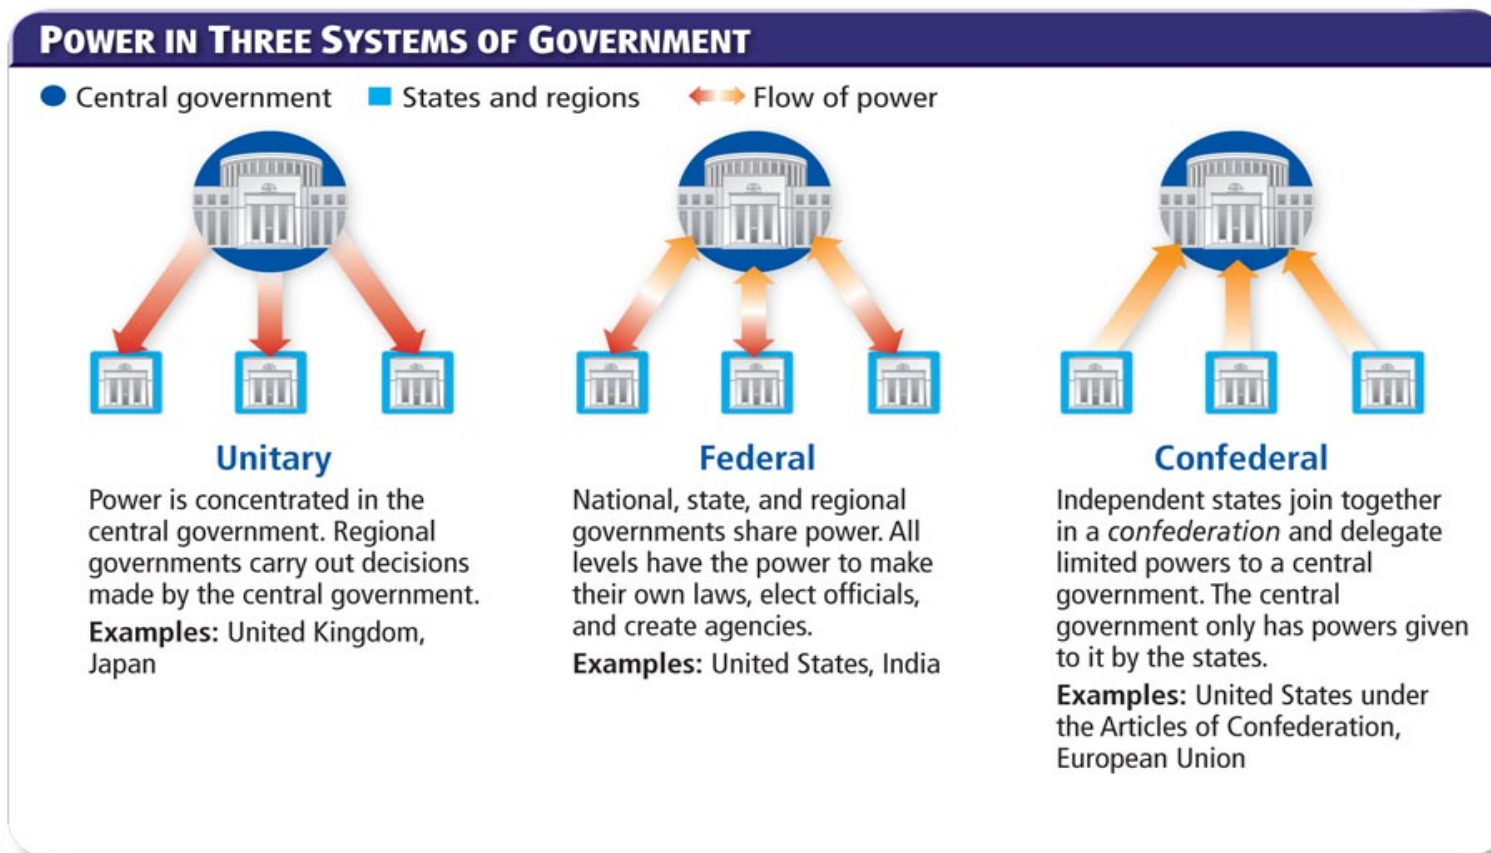 POWER IN THREE SYSTEMS OF GOVERNMENT
Central government States and regions Flow of power
Unitary
Power is concentrated in the
central government. Regional
governments carry out decisions
made by the central government.
Examples: United Kingdom,
Japan
Federal
National, state, and regional
governments share power. All
levels have the power to make
their own laws, elect officials,
and create agencies.
Examples: United States, India
Confederal
Independent states join together
in a confederation and delegate
limited powers to a central
government. The central
government only has powers given
to it by the states.
Examples: United States under
the Articles of Confederation,
European Union